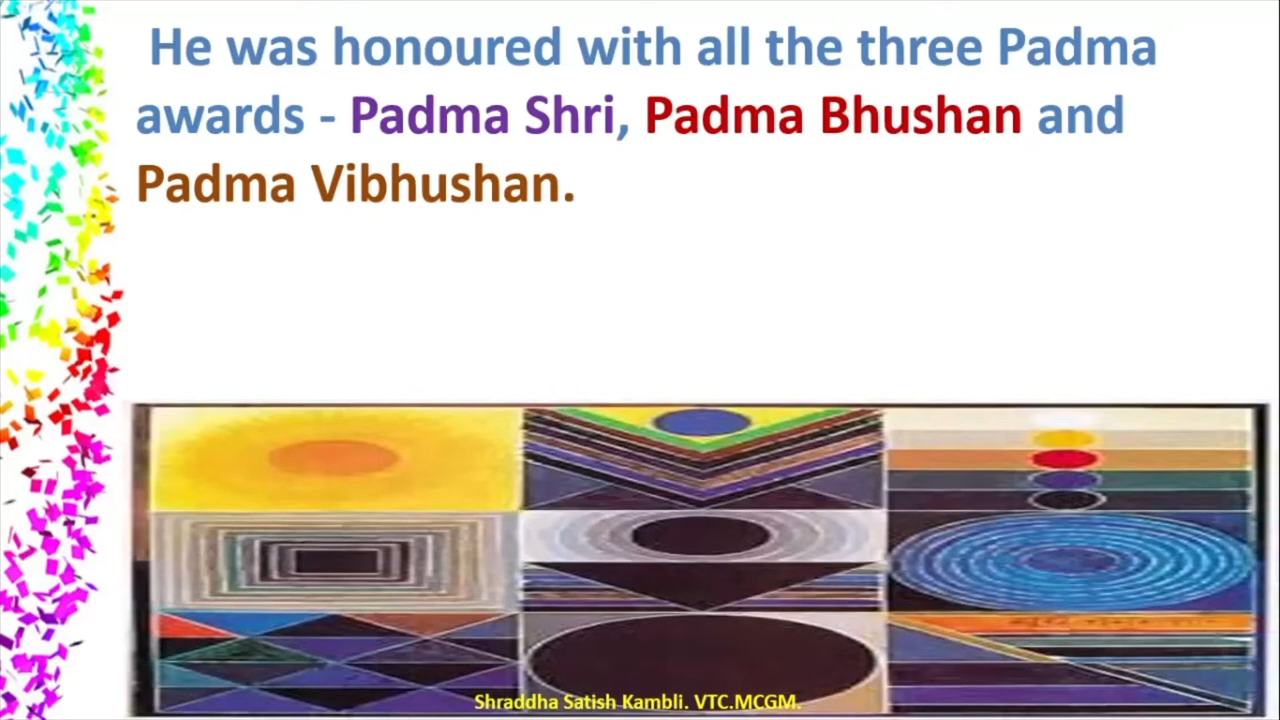 He was honoured with all the three Padma
awards - Padma Shri, Padma Bhushan and
Padma Vibhushan.
Shraddha Satish Kambli. VTC.MCGM.